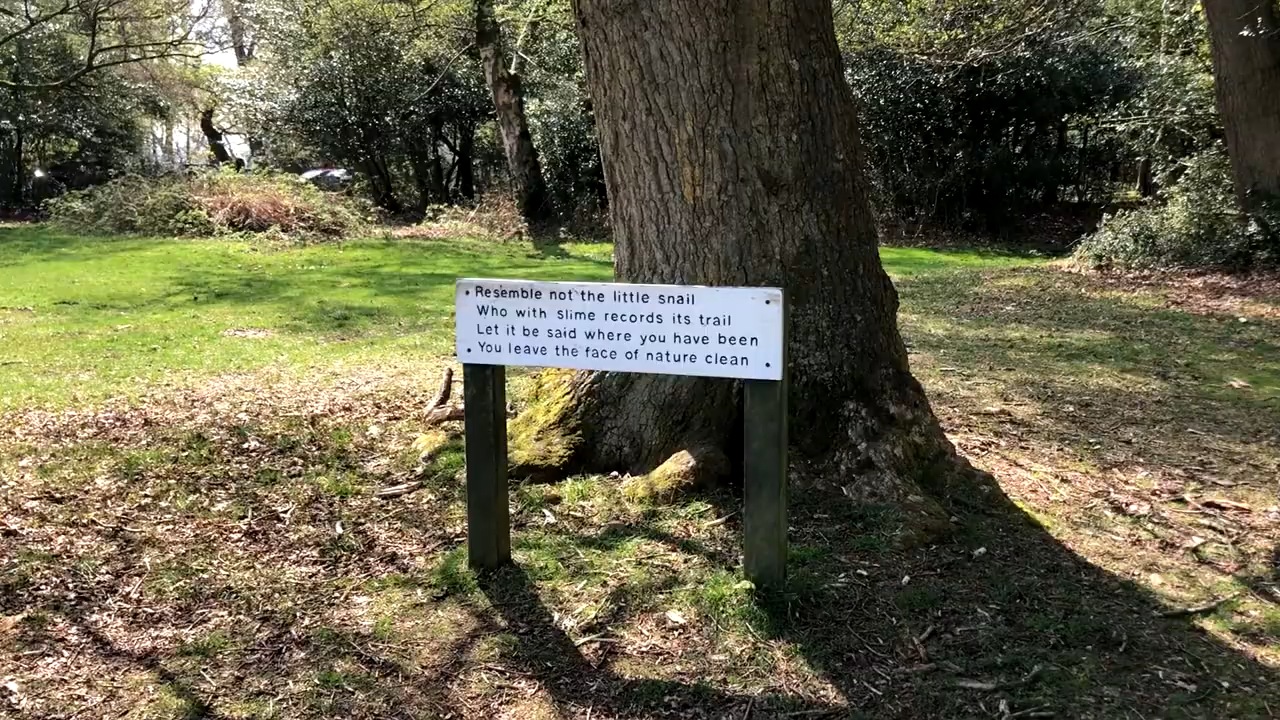 Resemble not the little snail
Who with slime records its trail
Let it be said where you have been
You leave the face of nature clean